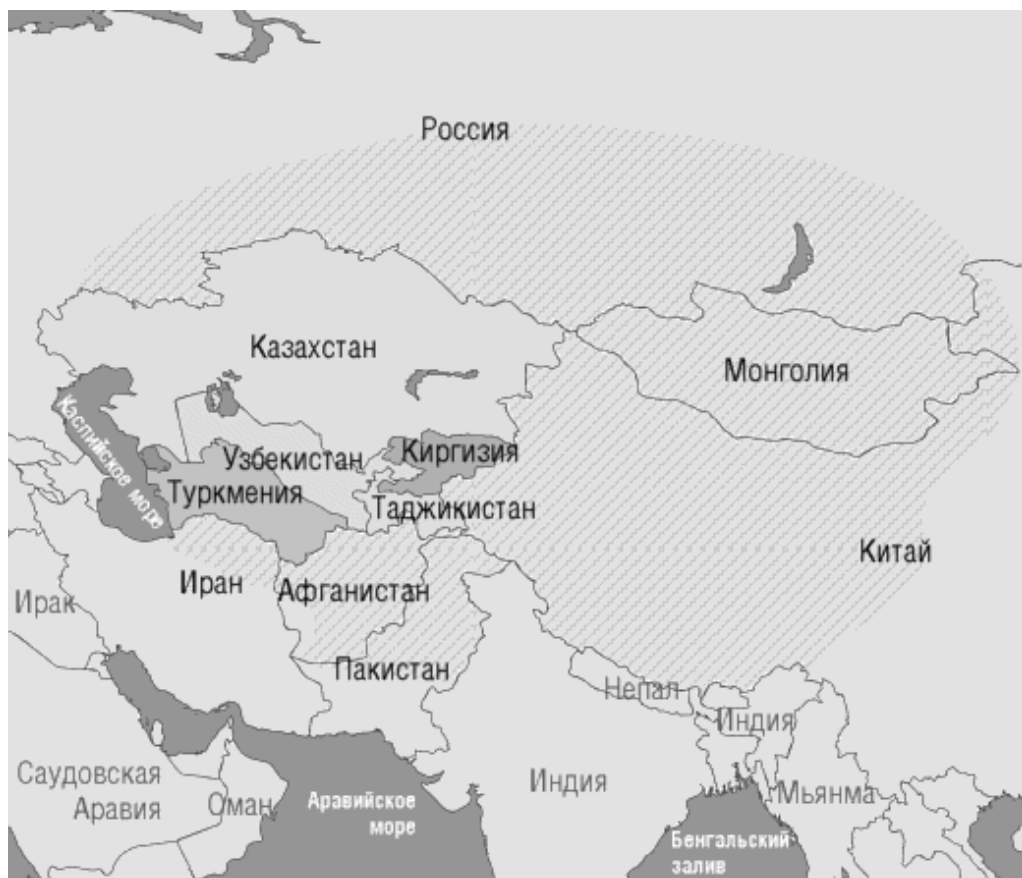 Россия
Казахстан
Монголия
Каспийское море
Узбекистан
Киргизия
Туркмения
Таджикистан
Китай
Иран
Афганистан
Ирак
Пакистан
Непал
Индия
Саудовская
Аравия
Оман
Аравийское
море
Индия
Мьянма
Бенгальский
залив